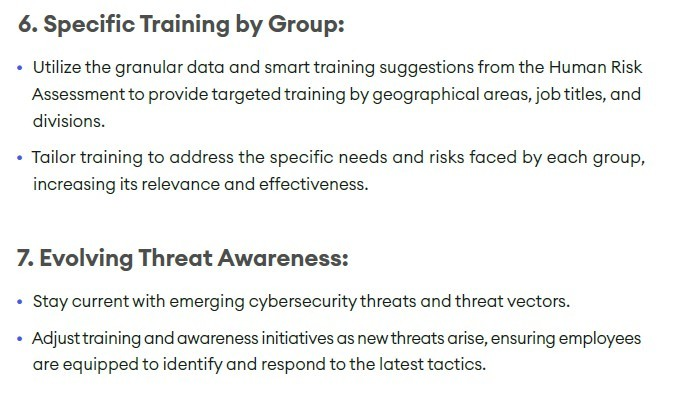 6. Specific Training by Group:
• Utilize the granular data and smart training suggestions from the Human Risk
Assessment to provide targeted training by geographical areas, job titles, and
divisions.
• Tailor training to address the specific needs and risks faced by each group,
increasing its relevance and effectiveness.
7. Evolving Threat Awareness:
• Stay current with emerging cybersecurity threats and threat vectors.
• Adjust training and awareness initiatives as new threats arise, ensuring employees
are equipped to identify and respond to the latest tactics.